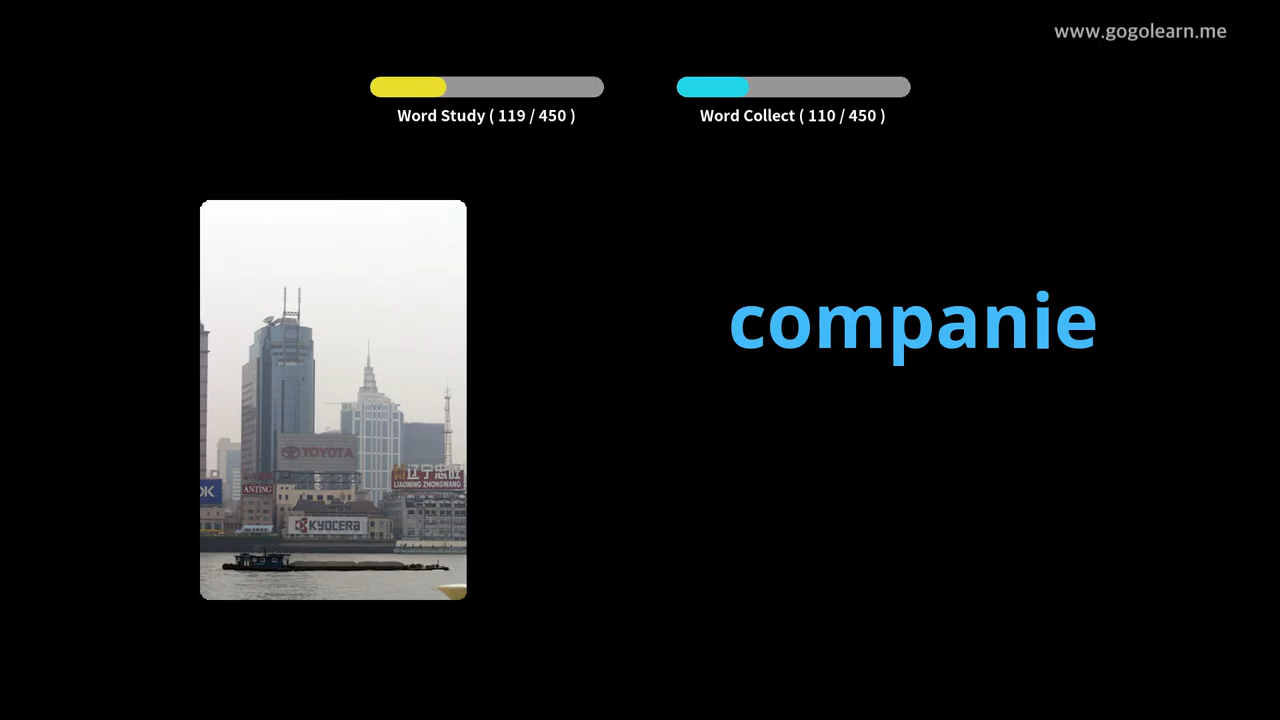 www.gogolearn.me
Word Study ( 119 / 450 )
Word Collect ( 110 / 450 )
companie
TOYOTA
辽宁忠旺
LIAONING ZHONGWANG
OK
ANTING
KYOCERA